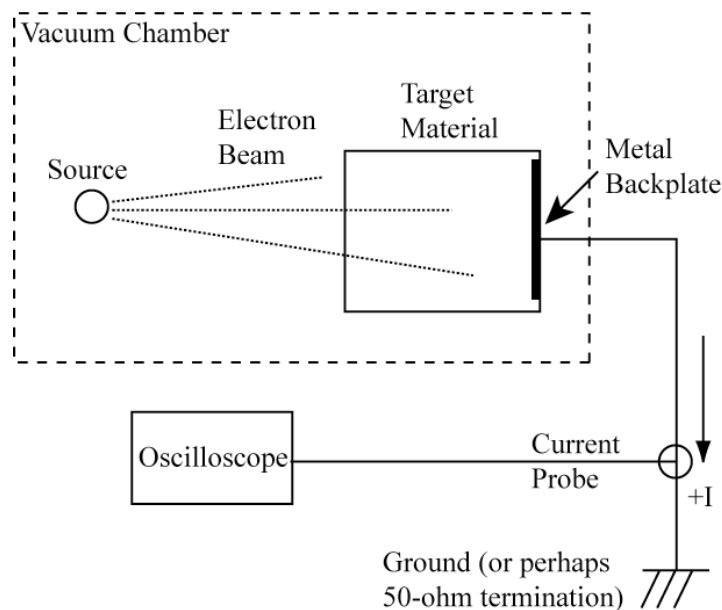 Vacuum Chamber
Electron
Beam
Target
Material
Source
Metal
Backplate
Oscilloscope
Current
Probe
+I
Ground (or perhaps
50-ohm termination)